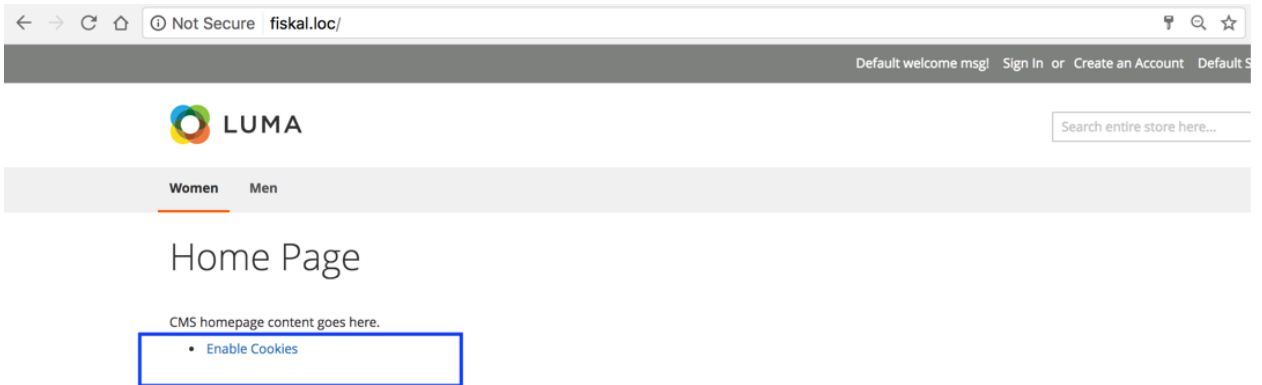 Not Secure fiskal.loc/
Default welcome msg! Sign In or Create an Account Default S
LUMA
Search entire store here...
Women Men
Home Page
CMS homepage content goes here.
• Enable Cookies